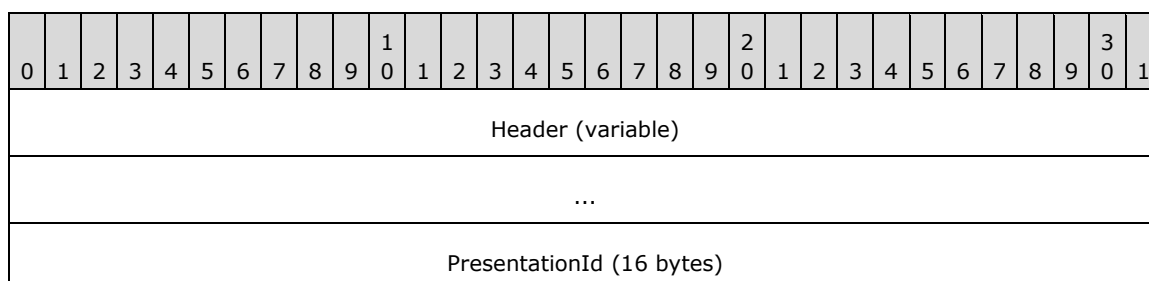 1 2 3
0 1 2 3 4 5 6 7 8 9 0 1 2 3 4 5 6 7 8 9 0 1 2 3 4 5 6 7 8 9 0 1
Header (variable)
...
PresentationId (16 bytes)